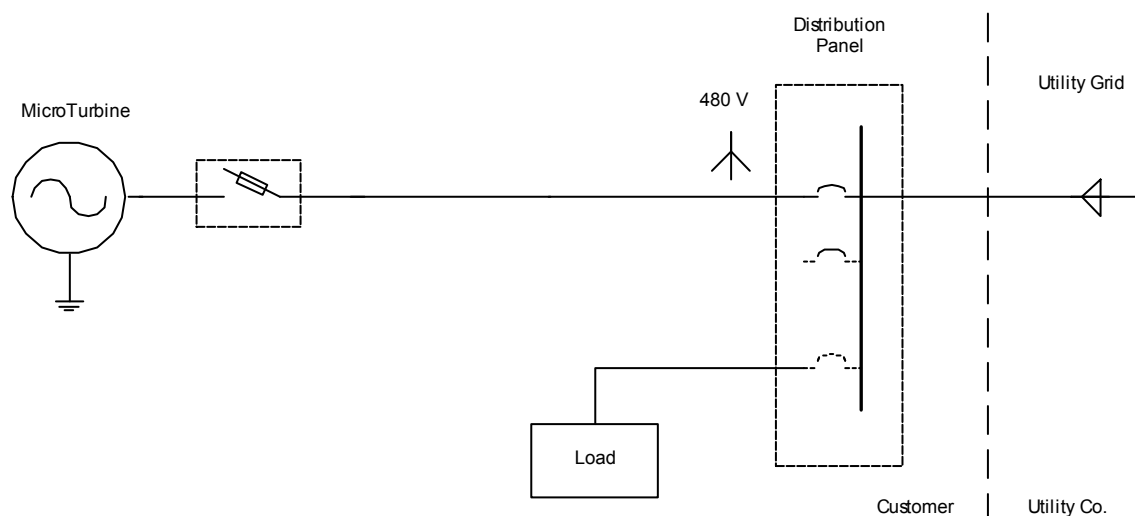 Distribution
Panel
Utility Grid
480 V
MicroTurbine
Load
Customer
Utility Co.